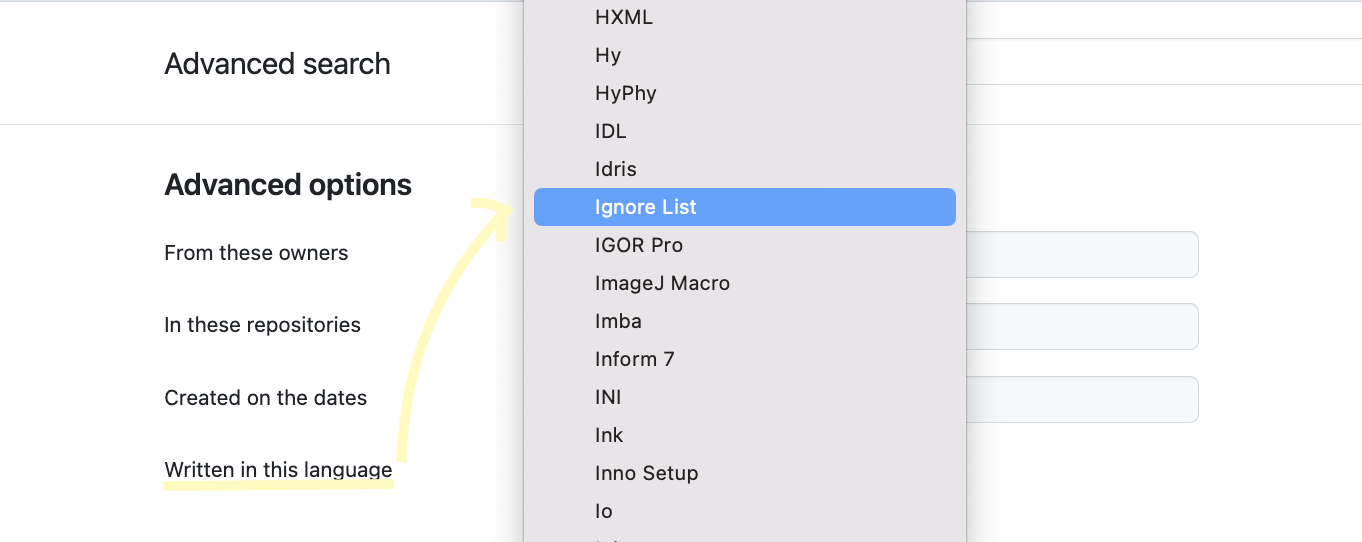 Advanced search
Advanced options
From these owners
In these repositories
Created on the dates
Written in this language
HXML
Hy
HyPhy
IDL
Idris
Ignore List
IGOR Pro
ImageJ Macro
Imba
Inform 7
INI
Ink
Inno Setup
Io